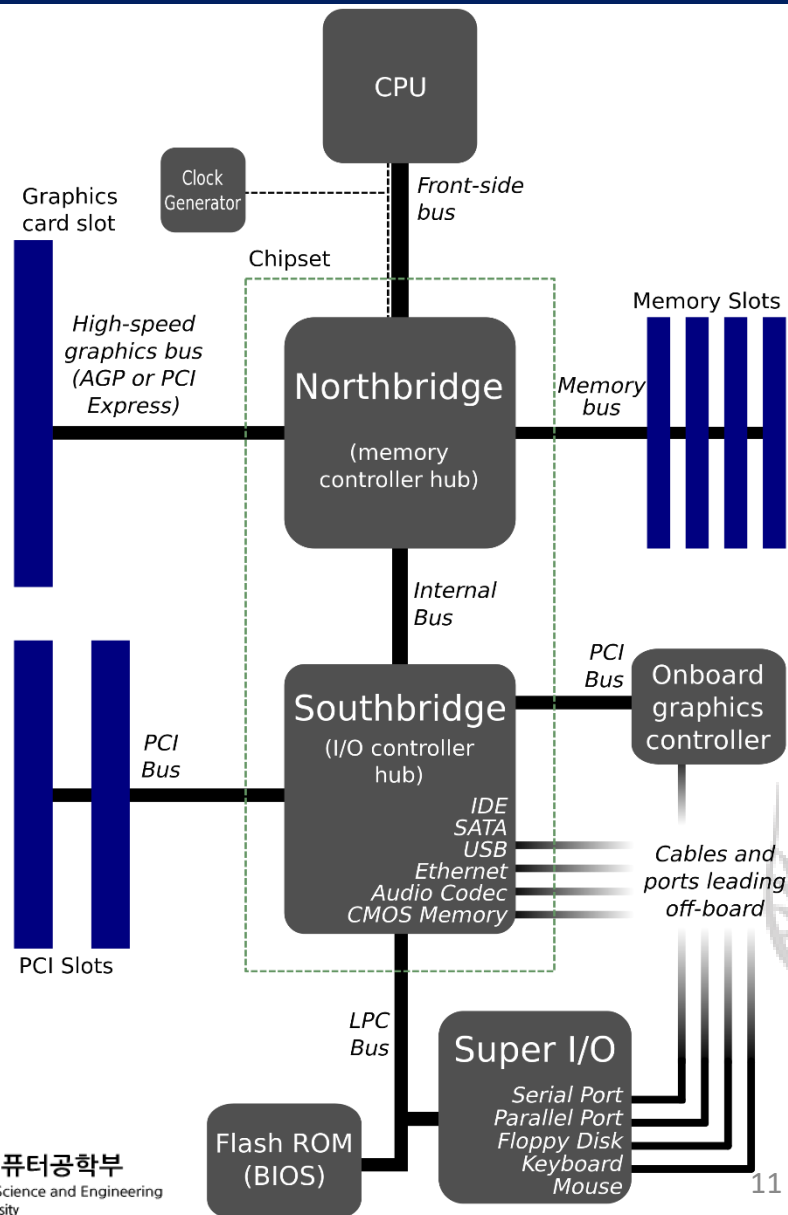 CPU
Clock
Generator
Front-side
bus
Graphics
card slot
Chipset
High-speed
graphics bus
(AGP or PCI
Express)
Northbridge
(memory
controller hub)
Memory
bus
Memory Slots
Internal
Bus
PCI
Bus
Onboard
graphics
controller
Southbridge
(I/O controller
hub)
PCI
Bus
IDE
SATA
USB
Ethernet
Audio Codec
CMOS Memory
Cables and
ports leading
off-board
PCI Slots
LPC
Bus
Super I/O
Serial Port
Parallel Port
Floppy Disk
Keyboard
Mouse
Flash ROM
(BIOS)
퓨터공학부
Science and Engineering
sity
11